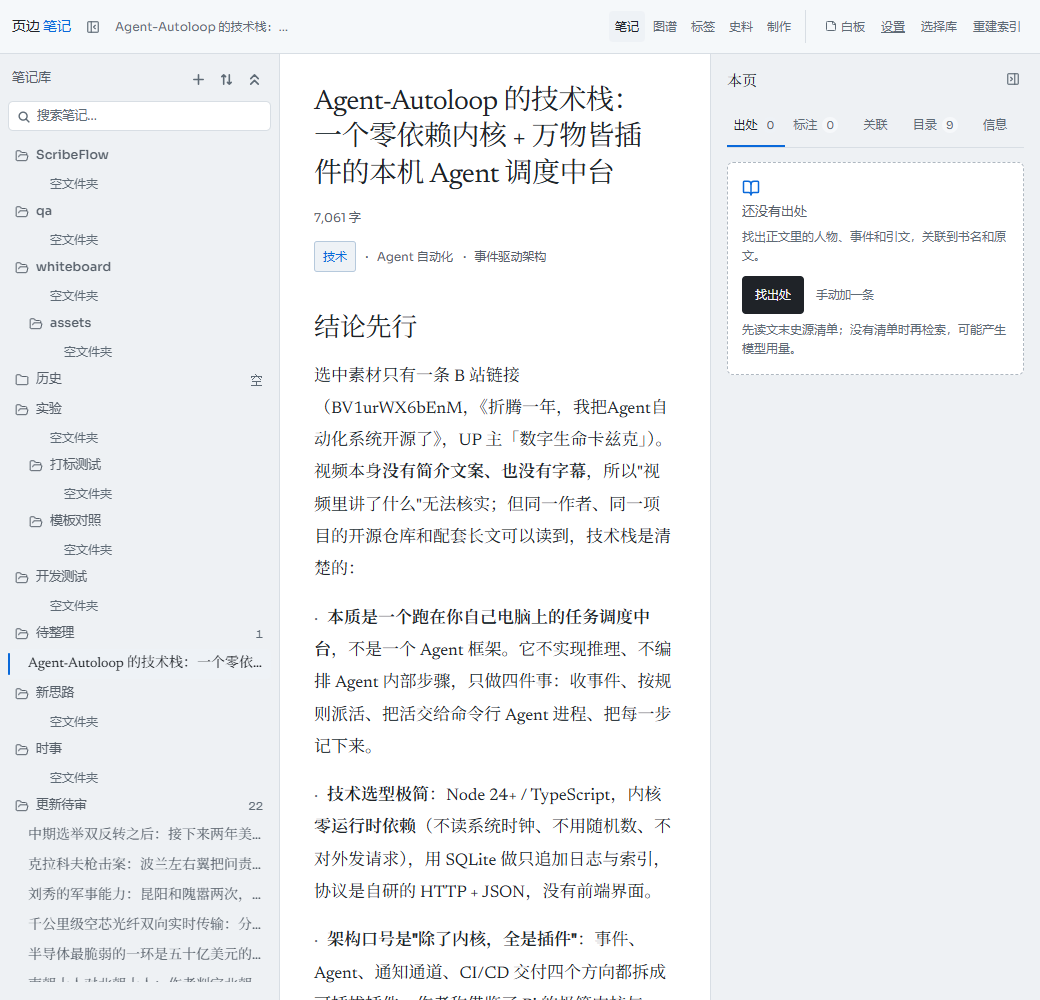 页边 笔记
Agent-Autoloop 的技术栈：...
笔记 图谱 标签 史料 制作
白板 设置 选择库 重建索引
笔记库
搜索笔记...
ScribeFlow
空文件夹
qa
空文件夹
whiteboard
空文件夹
assets
空文件夹
历史 空
实验
空文件夹
打标测试
空文件夹
模板对照
空文件夹
开发测试
空文件夹
待整理 1
Agent-Autoloop 的技术栈：一个零依...
新思路
空文件夹
时事
空文件夹
更新待审 22
中期选举双反转之后：接下来两年美...
克拉科夫枪击案：波兰左右翼把问责...
刘秀的军事能力：昆阳和隗嚣两次，...
千公里级空芯光纤双向实时传输：分...
半导体最脆弱的一环是五十亿美元的...
Agent-Autoloop 的技术栈：
一个零依赖内核 + 万物皆插
件的本机 Agent 调度中台
7,061 字
技术 · Agent 自动化 · 事件驱动架构
结论先行
选中素材只有一条 B 站链接
（BV1urWX6bEnM，《折腾一年，我把Agent自
动化系统开源了》，UP 主「数字生命卡兹克」）。
视频本身没有简介文案、也没有字幕，所以"视
频里讲了什么"无法核实；但同一作者、同一项
目的开源仓库和配套长文可以读到，技术栈是清
楚的：
· 本质是一个跑在你自己电脑上的任务调度中
台，不是一个 Agent 框架。它不实现推理、不编
排 Agent 内部步骤，只做四件事：收事件、按规
则派活、把活交给命令行 Agent 进程、把每一步
记下来。
· 技术选型极简：Node 24+ / TypeScript，内核
零运行时依赖（不读系统时钟、不用随机数、不
对外发请求），用 SQLite 做只追加日志与索引，
协议是自研的 HTTP + JSON，没有前端界面。
· 架构口号是"除了内核，全是插件"：事件、
Agent、通知通道、CI/CD 交付四个方向都拆成
本页
出处 0 标注 0 关联 目录 9 信息
还没有出处
找出正文里的人物、事件和引文，关联到书名和原
文。
找出处 手动加一条
先读文末史源清单；没有清单时再检索，可能产生
模型用量。